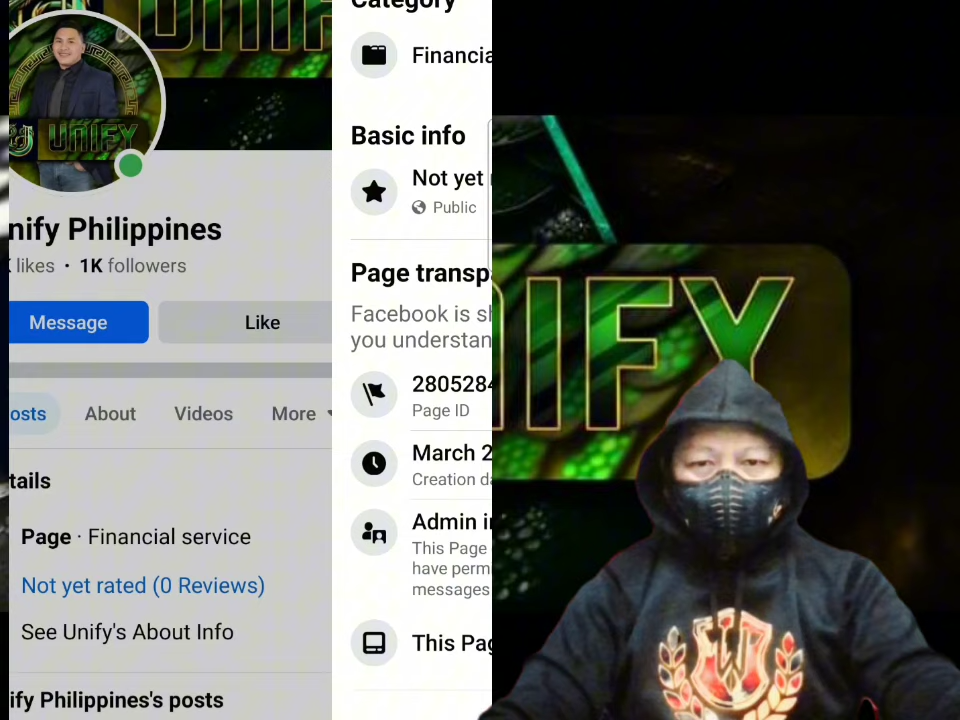 UNIFY
nify Philippines
likes · 1K followers
Message
Like
osts
About
Videos
More
tails
Page · Financial service
Not yet rated (0 Reviews)
See Unify's About Info
ify Philippines's posts
Category
Financia
Basic info
Not yet
Public
Page transpa
Facebook is sh
you understan
2805284
Page ID
March 2
Creation da
Admin in
This Page
have perm
messages
This Pag
NIFY
W